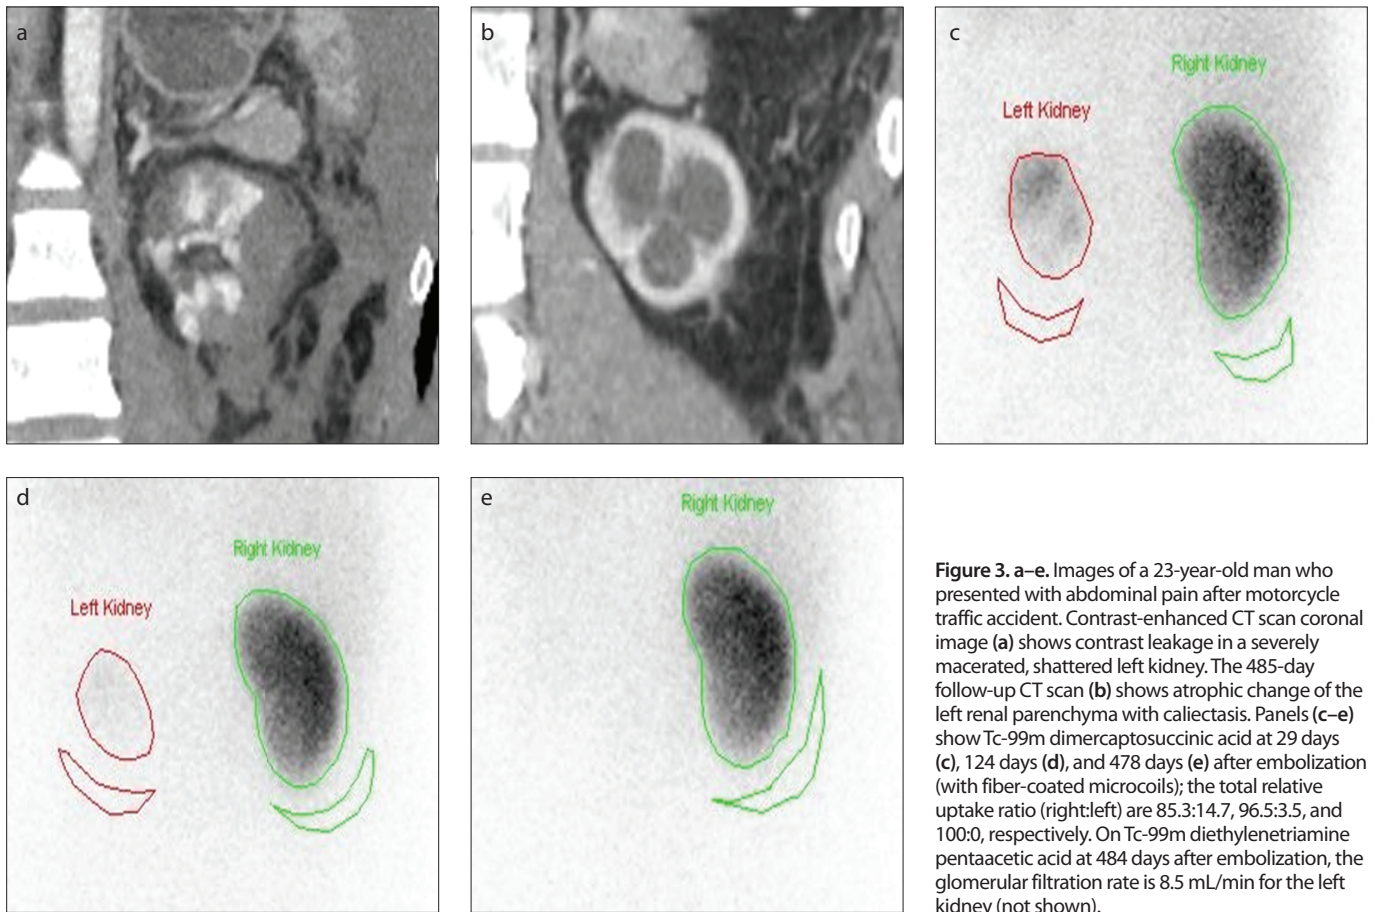 a
b
c
Right Kidney
Left Kidney
d
Right Kidney
Left Kidney
e
Right Kidney
Figure 3. a–e. Images of a 23-year-old man who
presented with abdominal pain after motorcycle
traffic accident. Contrast-enhanced CT scan coronal
image (a) shows contrast leakage in a severely
macerated, shattered left kidney. The 485-day
follow-up CT scan (b) shows atrophic change of the
left renal parenchyma with caliectasis. Panels (c–e)
show Tc-99m dimercaptosuccinic acid at 29 days
(c), 124 days (d), and 478 days (e) after embolization
(with fiber-coated microcoils); the total relative
uptake ratio (right:left) are 85.3:14.7, 96.5:3.5, and
100:0, respectively. On Tc-99m diethylenetriamine
pentaacetic acid at 484 days after embolization, the
glomerular filtration rate is 8.5 mL/min for the left
kidney (not shown).